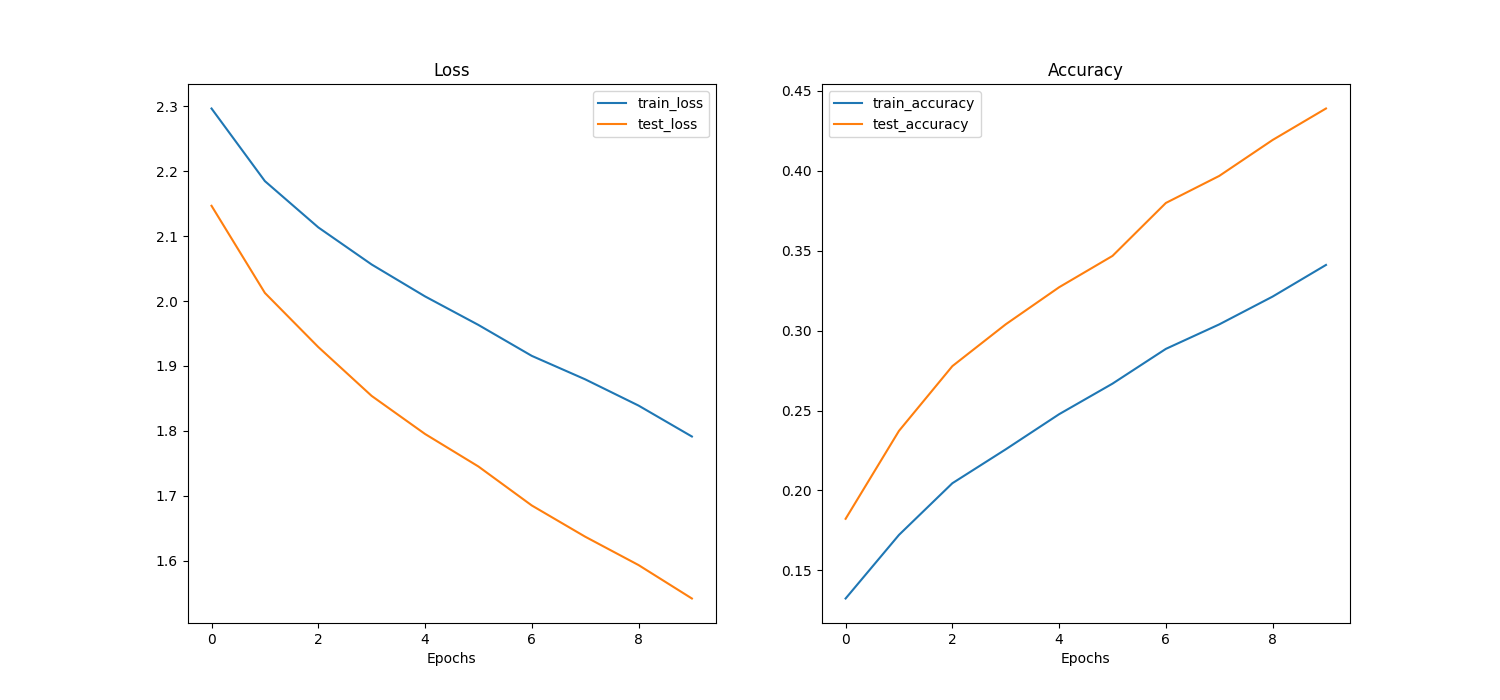 Loss
train_loss
test_loss
2.3
2.2
2.1
2.0
1.9
1.8
1.7
1.6
0 2 4 6 8
Epochs
Accuracy
train_accuracy
test_accuracy
0.45
0.40
0.35
0.30
0.25
0.20
0.15
0 2 4 6 8
Epochs